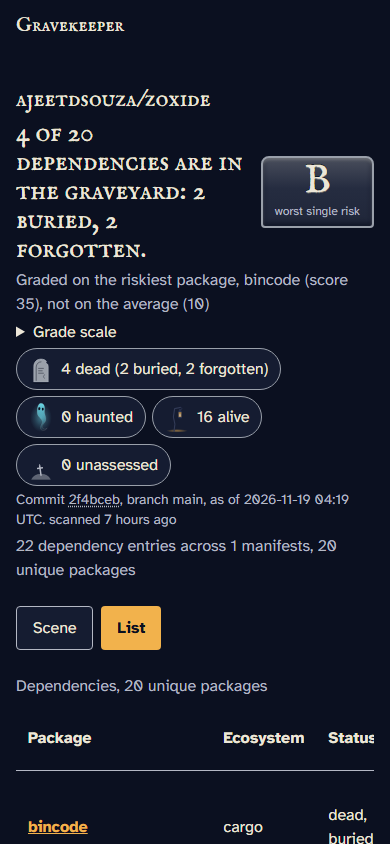 Gravekeeper
ajeetdsouza/zoxide
4 of 20
dependencies are in
the graveyard: 2
buried, 2
forgotten.
B
worst single risk
Graded on the riskiest package, bincode (score
35), not on the average (10)
Grade scale
4 dead (2 buried, 2 forgotten)
0 haunted
16 alive
0 unassessed
Commit 2f4bceb, branch main, as of 2026-11-19 04:19
UTC. scanned 7 hours ago
22 dependency entries across 1 manifests, 20
unique packages
Scene
List
Dependencies, 20 unique packages
Package Ecosystem Status
bincode cargo dead,
buried